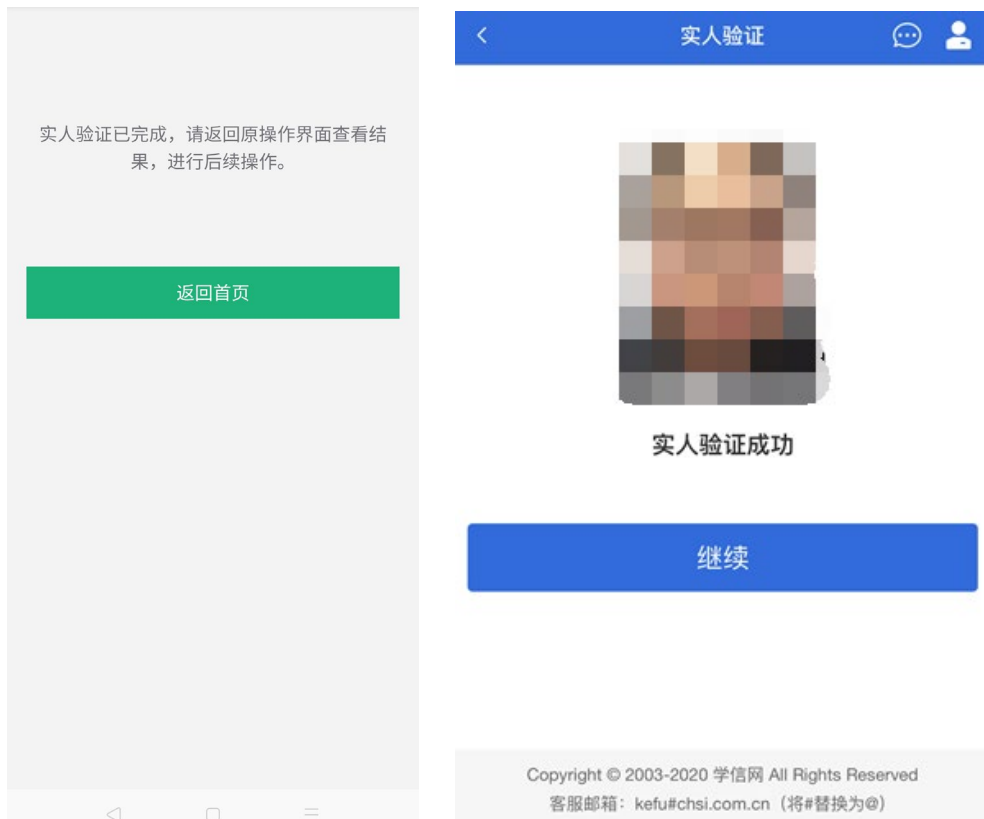 实人验证已完成，请返回原操作界面查看结
果，进行后续操作。
返回首页
实人验证
实人验证成功
继续
Copyright © 2003-2020 学信网 All Rights Reserved
客服邮箱：kefu#chsi.com.cn（将#替换为@）